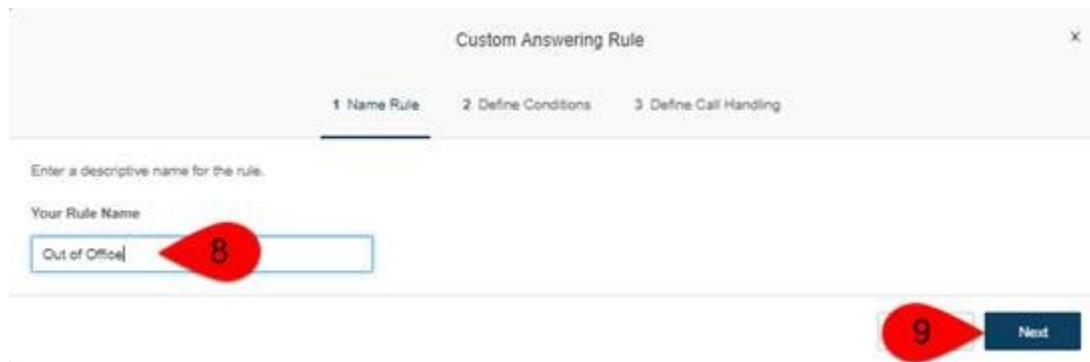 Custom Answering Rule
×
1 Name Rule 2 Define Conditions 3 Define Call Handling
Enter a descriptive name for the rule.
Your Rule Name
Out of Office
8
9
Next